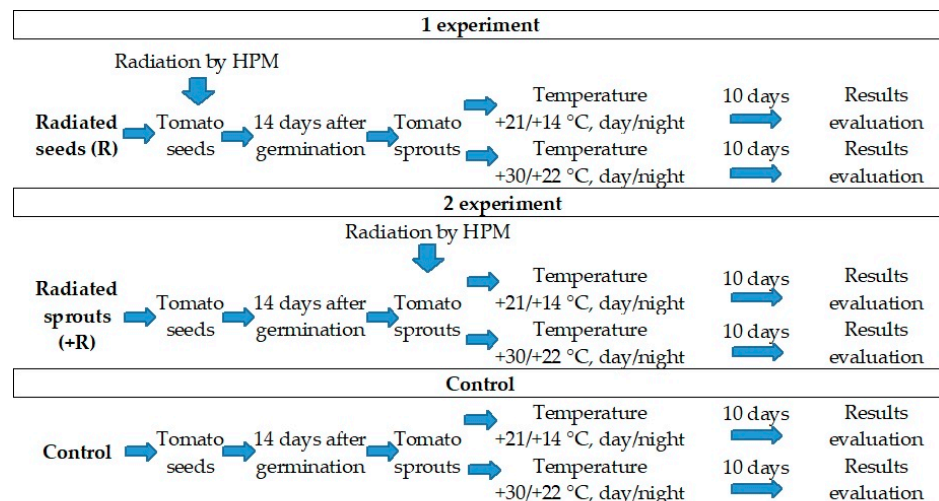 1 experiment
Radiation by HPM
Temperature 10 days Results
Radiated Tomato 14 days after Tomato +21/+14 °C, day/night evaluation
seeds (R) seeds germination sprouts Temperature 10 days Results
+30/+22 °C, day/night evaluation
2 experiment
Radiation by HPM
Temperature 10 days Results
Radiated +21/+14 °C, day/night evaluation
sprouts Tomato 14 days after Tomato
(+R) seeds germination sprouts Temperature 10 days Results
+30/+22 °C, day/night evaluation
Control
Temperature 10 days Results
Tomato 14 days after Tomato +21/+14 °C, day/night evaluation
Control seeds germination sprouts Temperature 10 days Results
+30/+22 °C, day/night evaluation